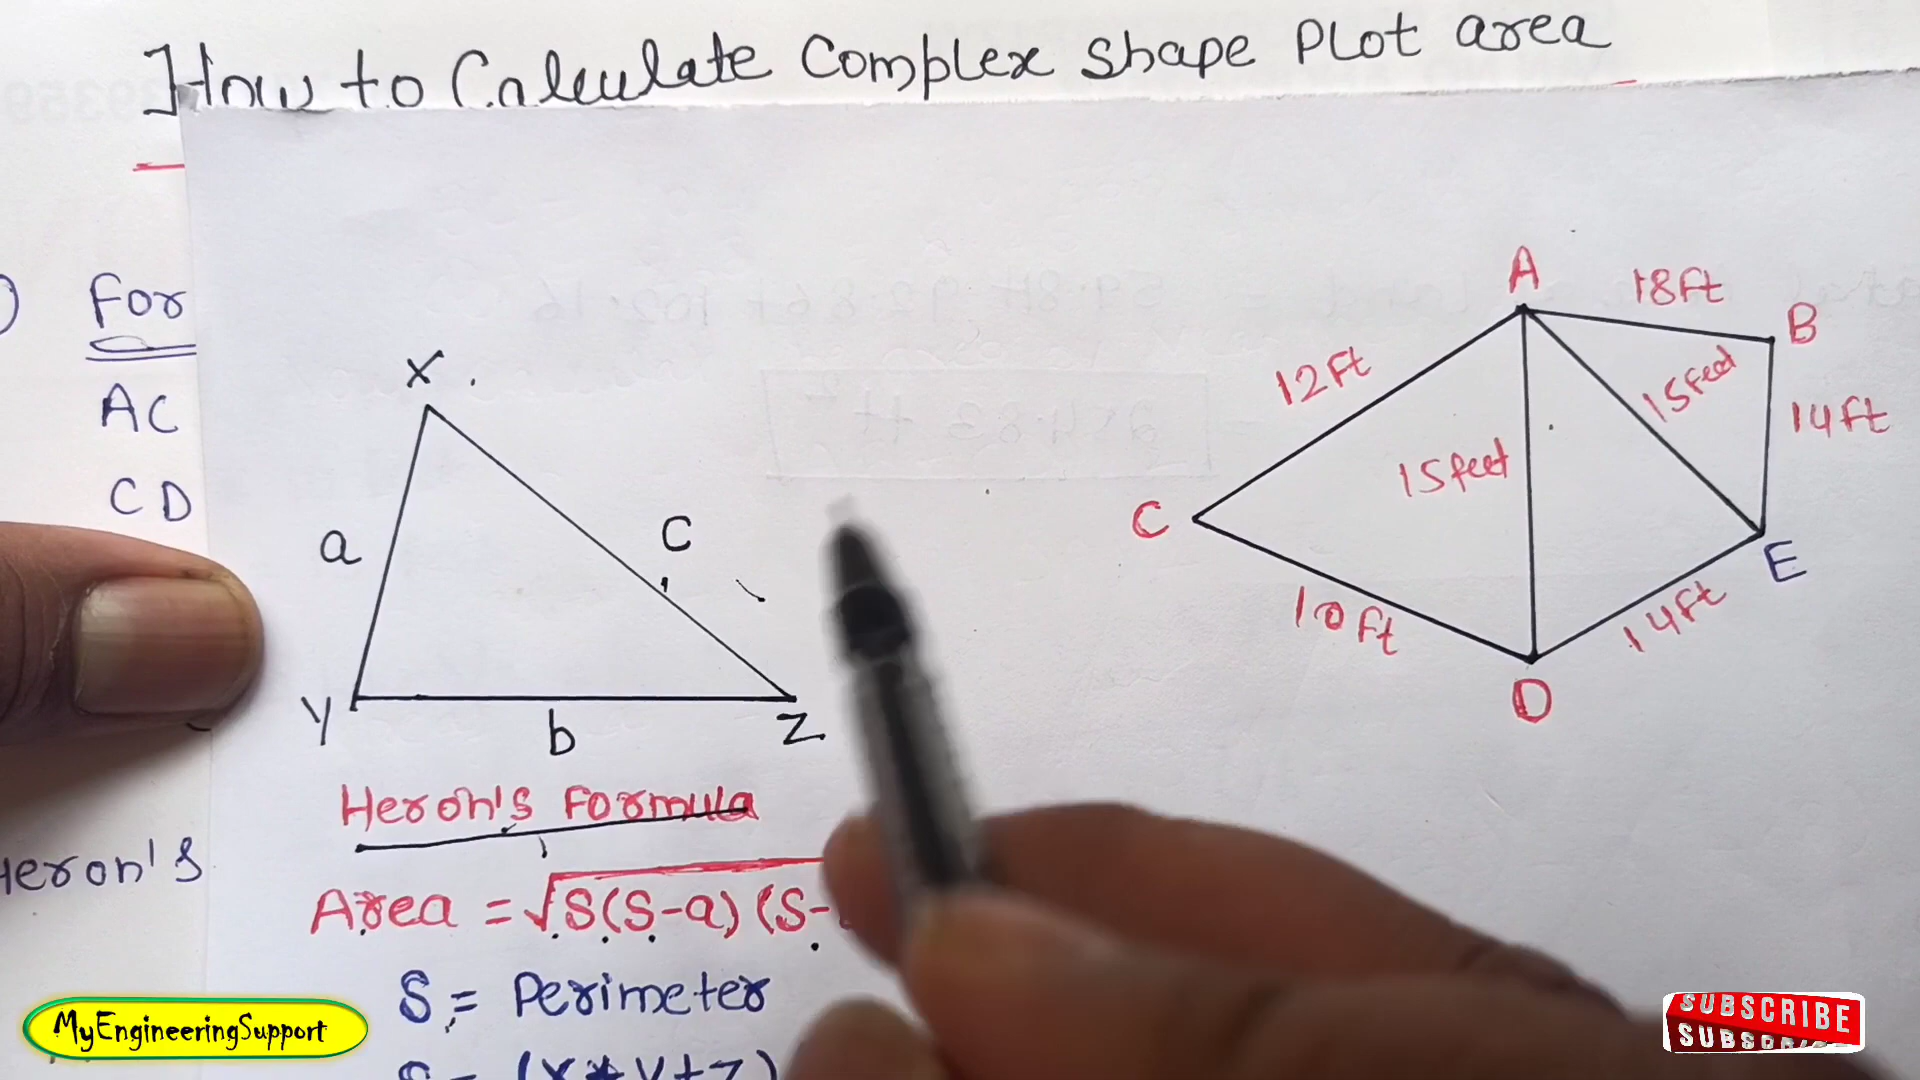 How to Calculate Complex Shape Plot area
For
AC
CD
Heron's
X
a
C
Y
b
Z
Heron's Formula
Area = √S(S-a) (S-
S = Perimeter
A
18ft
B
12ft
15feet
15feet
14ft
C
E
10ft
14ft
D
MyEngineeringSupport
SUBSCRIBE